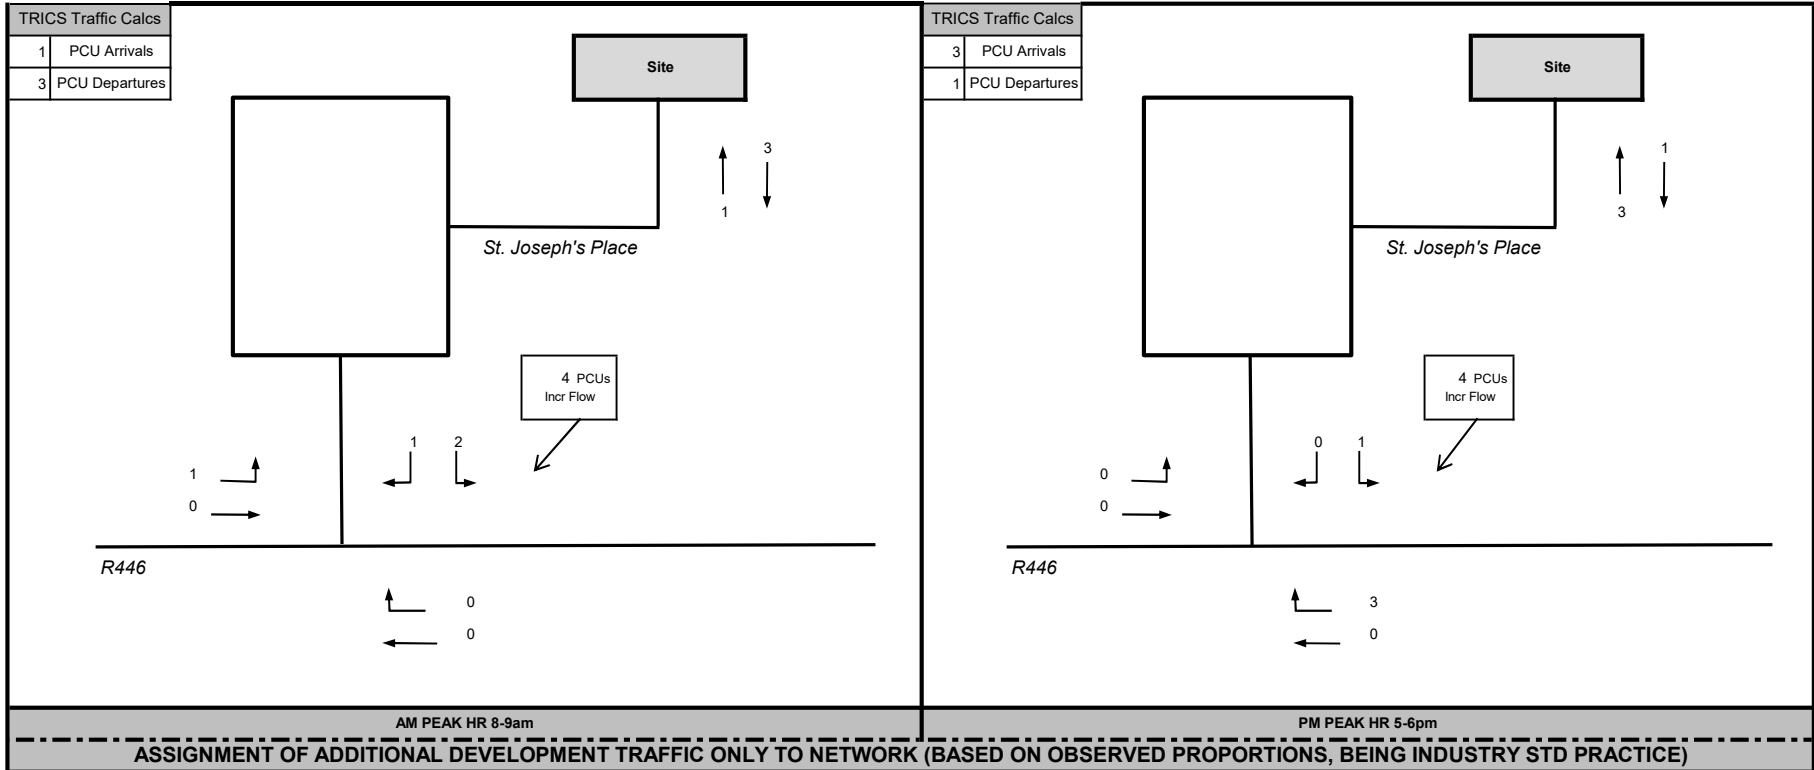 TRICS Traffic Calcs
1 PCU Arrivals
3 PCU Departures
Site
3
1
St. Joseph's Place
4 PCUs
Incr Flow
1 2
1
0
R446
0
0
AM PEAK HR 8-9am
TRICS Traffic Calcs
3 PCU Arrivals
1 PCU Departures
Site
1
3
St. Joseph's Place
4 PCUs
Incr Flow
0 1
0
0
R446
3
0
PM PEAK HR 5-6pm
ASSIGNMENT OF ADDITIONAL DEVELOPMENT TRAFFIC ONLY TO NETWORK (BASED ON OBSERVED PROPORTIONS, BEING INDUSTRY STD PRACTICE)